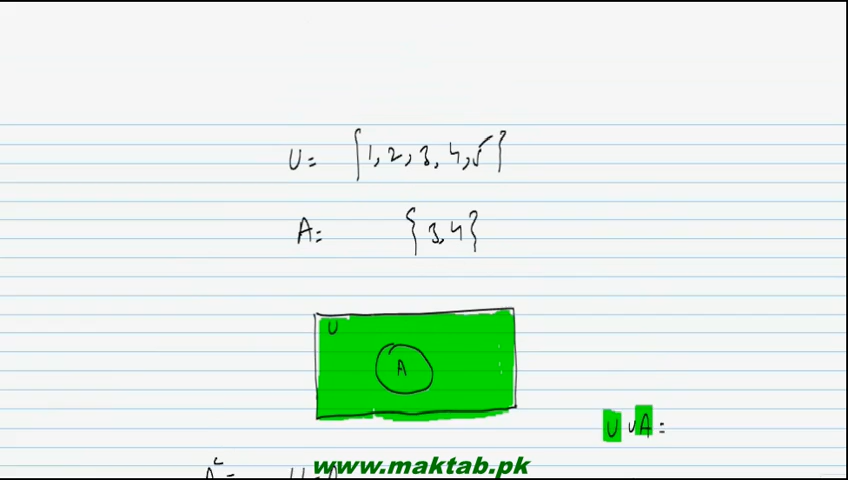 U = {1, 2, 3, 4, 5}
A = {3, 4}
U
A
U ∪ A =
www.maktab.pk